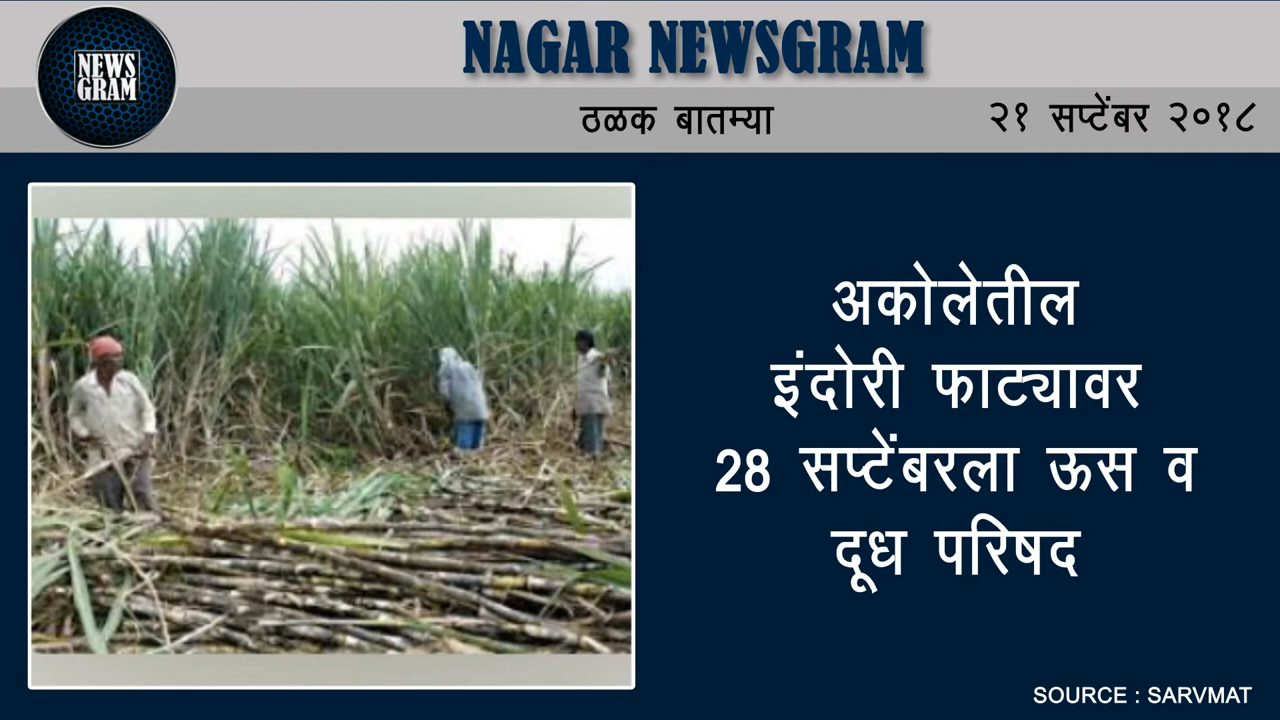 NEWS
GRAM
NAGAR NEWSGRAM
ठळक बातम्या
२१ सप्टेंबर २०१८
अकोलेतील
इंदोरी फाट्यावर
28 सप्टेंबरला ऊस व
दूध परिषद
SOURCE : SARVMAT